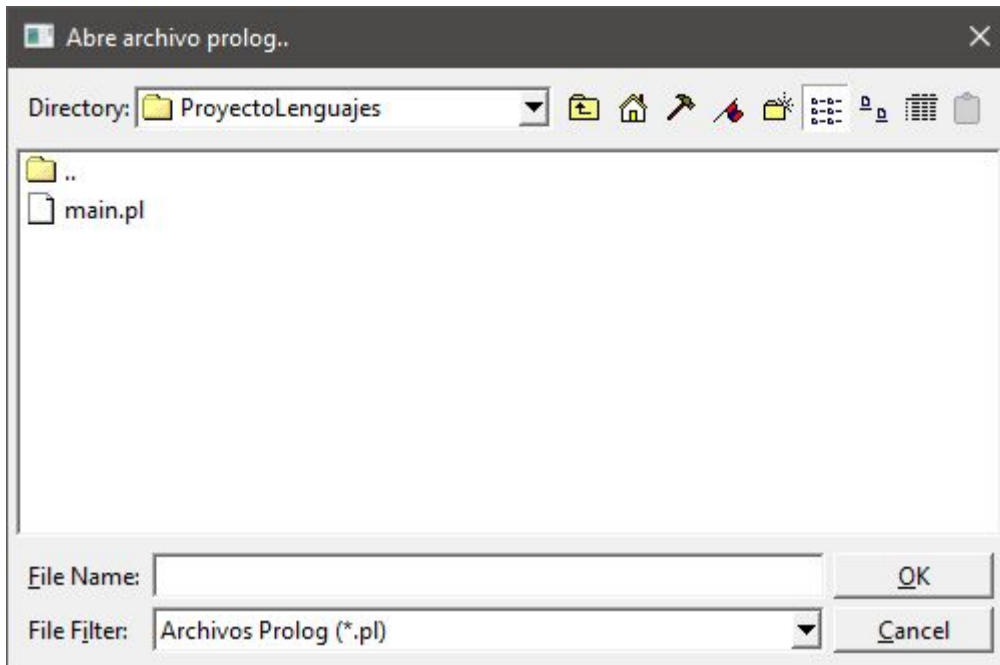 Abre archivo prolog..
Directory: ProyectoLenguajes
..
main.pl
File Name: OK
File Filter: Archivos Prolog (*.pl) Cancel